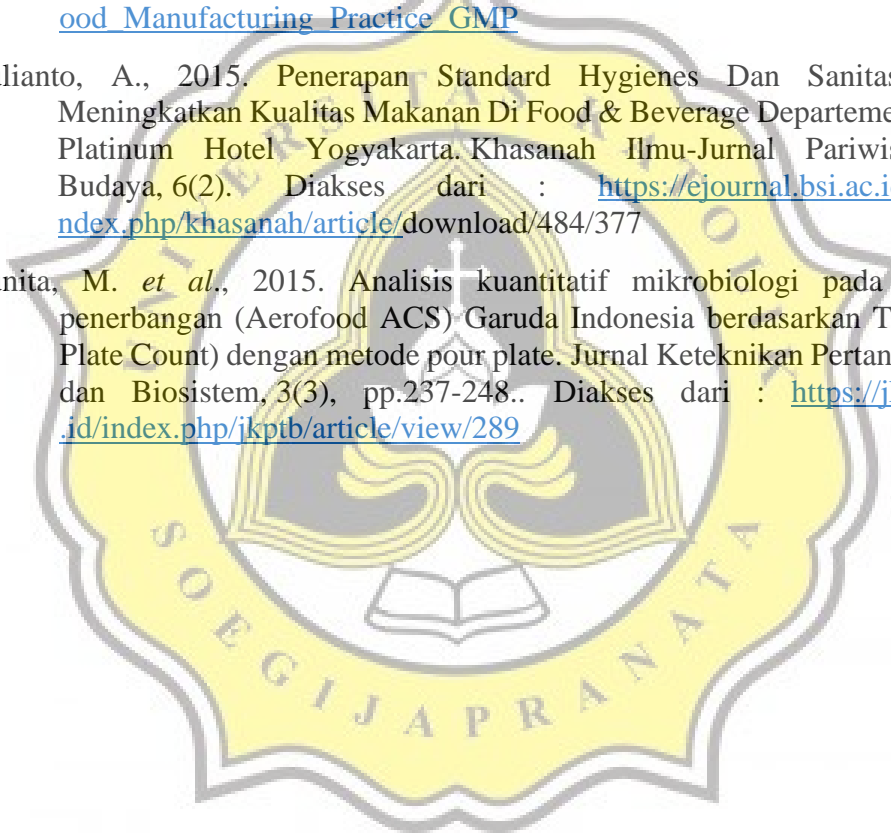 ood_Manufacturing_Practice_GMP
ulianto, A., 2015. Penerapan Standard Hygienes Dan Sanitas
Meningkatkan Kualitas Makanan Di Food & Beverage Departeme
Platinum Hotel Yogyakarta. Khasanah Ilmu-Jurnal Pariwis
Budaya, 6(2). Diakses dari : https://ejournal.bsi.ac.i
ndex.php/khasanah/article/download/484/377
nita, M. et al., 2015. Analisis kuantitatif mikrobiologi pada
penerbangan (Aerofood ACS) Garuda Indonesia berdasarkan T
Plate Count) dengan metode pour plate. Jurnal Keteknikan Pertan
dan Biosistem, 3(3), pp.237-248.. Diakses dari : https://j
.id/index.php/jkptb/article/view/289
UNIVERSITAS KATOLIK
SOEGIJAPRANATA